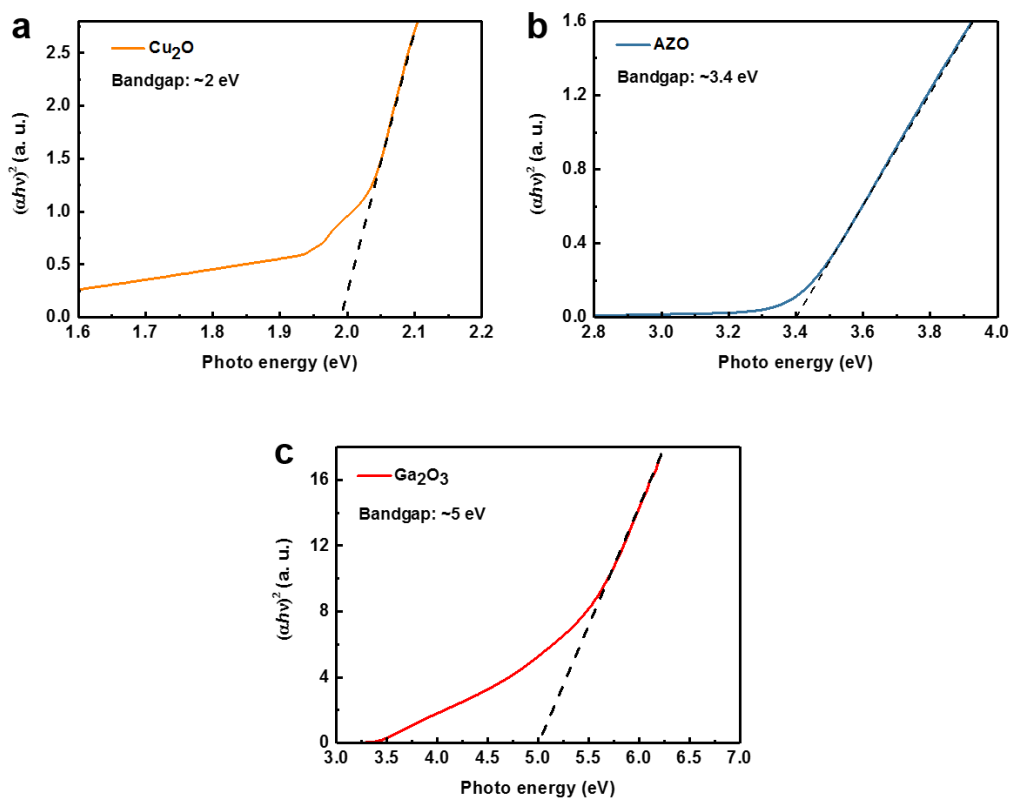 a
Cu₂O
Bandgap: ~2 eV
(αhν)² (a. u.)
2.5
2.0
1.5
1.0
0.5
0.0
1.6 1.7 1.8 1.9 2.0 2.1 2.2
Photo energy (eV)
b
AZO
Bandgap: ~3.4 eV
(αhν)² (a. u.)
1.6
1.2
0.8
0.4
0.0
2.8 3.0 3.2 3.4 3.6 3.8 4.0
Photo energy (eV)
c
Ga₂O₃
Bandgap: ~5 eV
(αhν)² (a. u.)
16
12
8
4
0
3.0 3.5 4.0 4.5 5.0 5.5 6.0 6.5 7.0
Photo energy (eV)